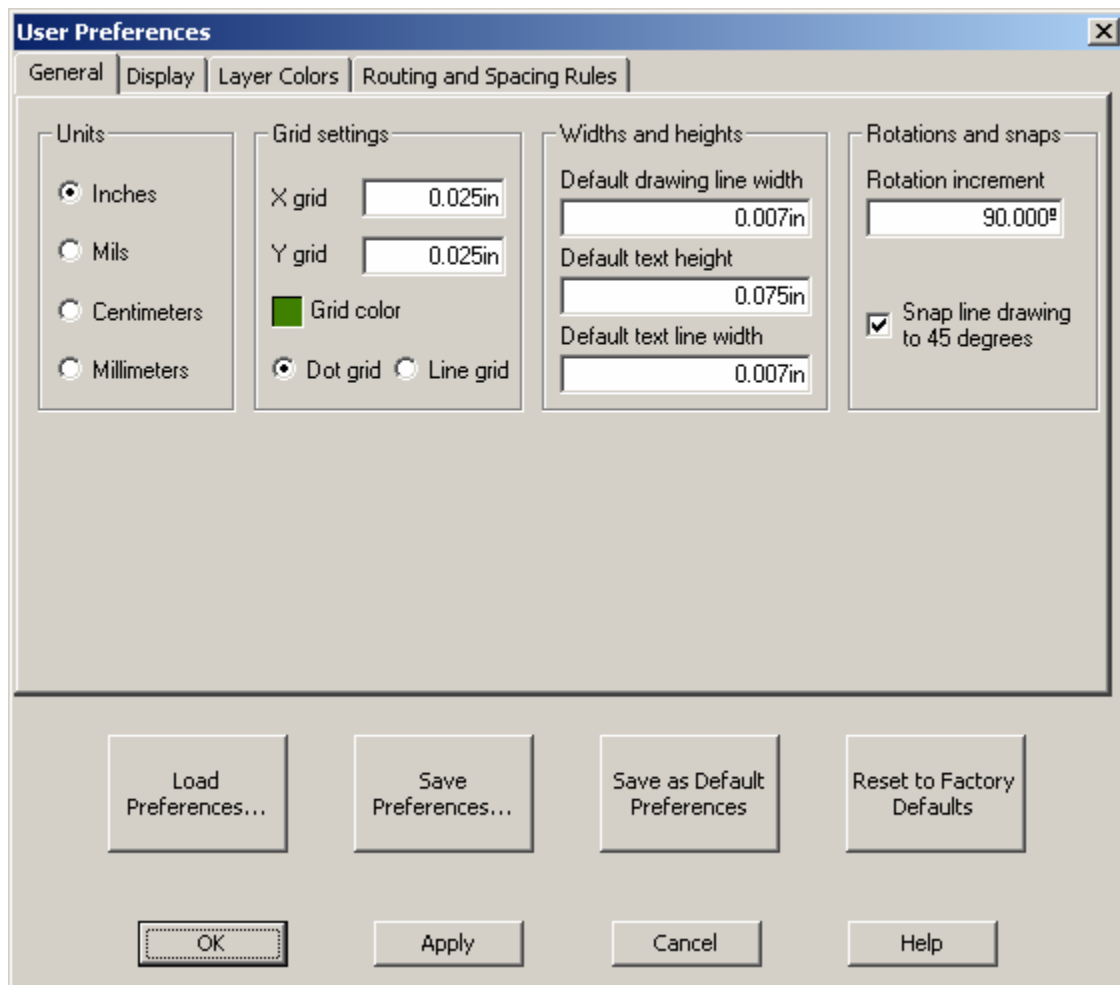 User Preferences
General
Display
Layer Colors
Routing and Spacing Rules
Units
Inches
Mils
Centimeters
Millimeters
Grid settings
X grid
0.025in
Y grid
0.025in
Grid color
Dot grid
Line grid
Widths and heights
Default drawing line width
0.007in
Default text height
0.075in
Default text line width
0.007in
Rotations and snaps
Rotation increment
90.000º
Snap line drawing
to 45 degrees
Load
Preferences...
Save
Preferences...
Save as Default
Preferences
Reset to Factory
Defaults
OK
Apply
Cancel
Help